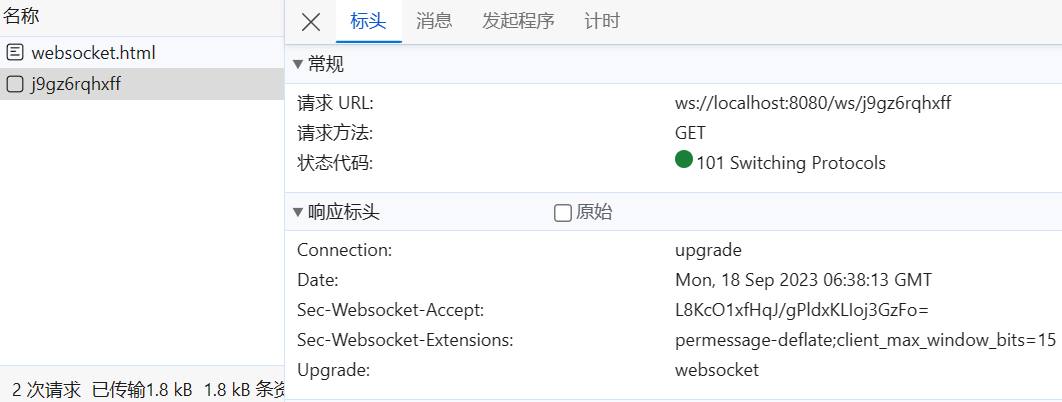 名称
websocket.html
j9gz6rqhxff
2 次请求 已传输1.8 kB 1.8 kB 条资
标头 消息 发起程序 计时
常规
请求 URL: ws://localhost:8080/ws/j9gz6rqhxff
请求方法: GET
状态代码: 101 Switching Protocols
响应标头 原始
Connection: upgrade
Date: Mon, 18 Sep 2023 06:38:13 GMT
Sec-Websocket-Accept: L8KcO1xfHqJ/gPldxKLIoj3GzFo=
Sec-Websocket-Extensions: permessage-deflate;client_max_window_bits=15
Upgrade: websocket